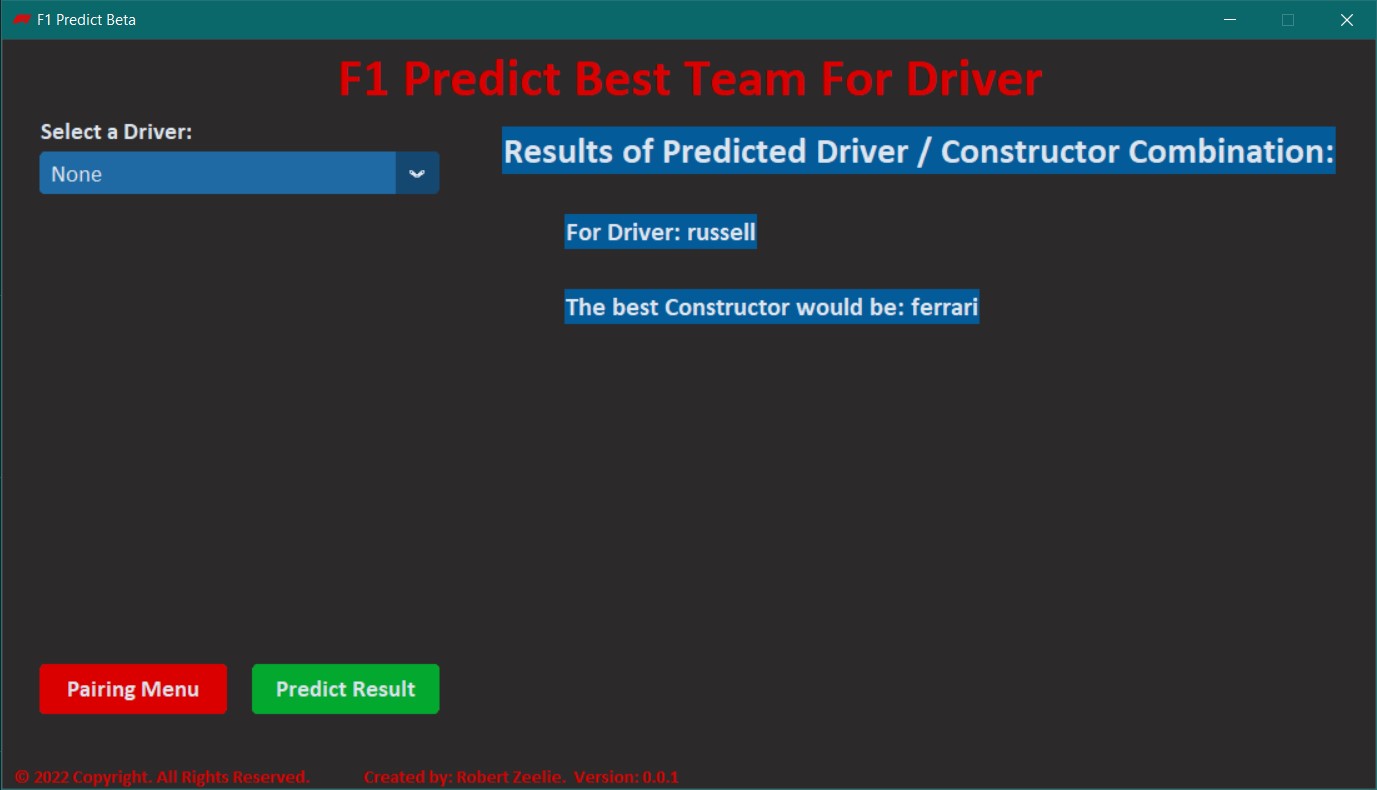 F1 Predict Beta
F1 Predict Best Team For Driver
Select a Driver:
None
Results of Predicted Driver / Constructor Combination:
For Driver: russell
The best Constructor would be: ferrari
Pairing Menu
Predict Result
© 2022 Copyright. All Rights Reserved.
Created by: Robert Zeelie. Version: 0.0.1